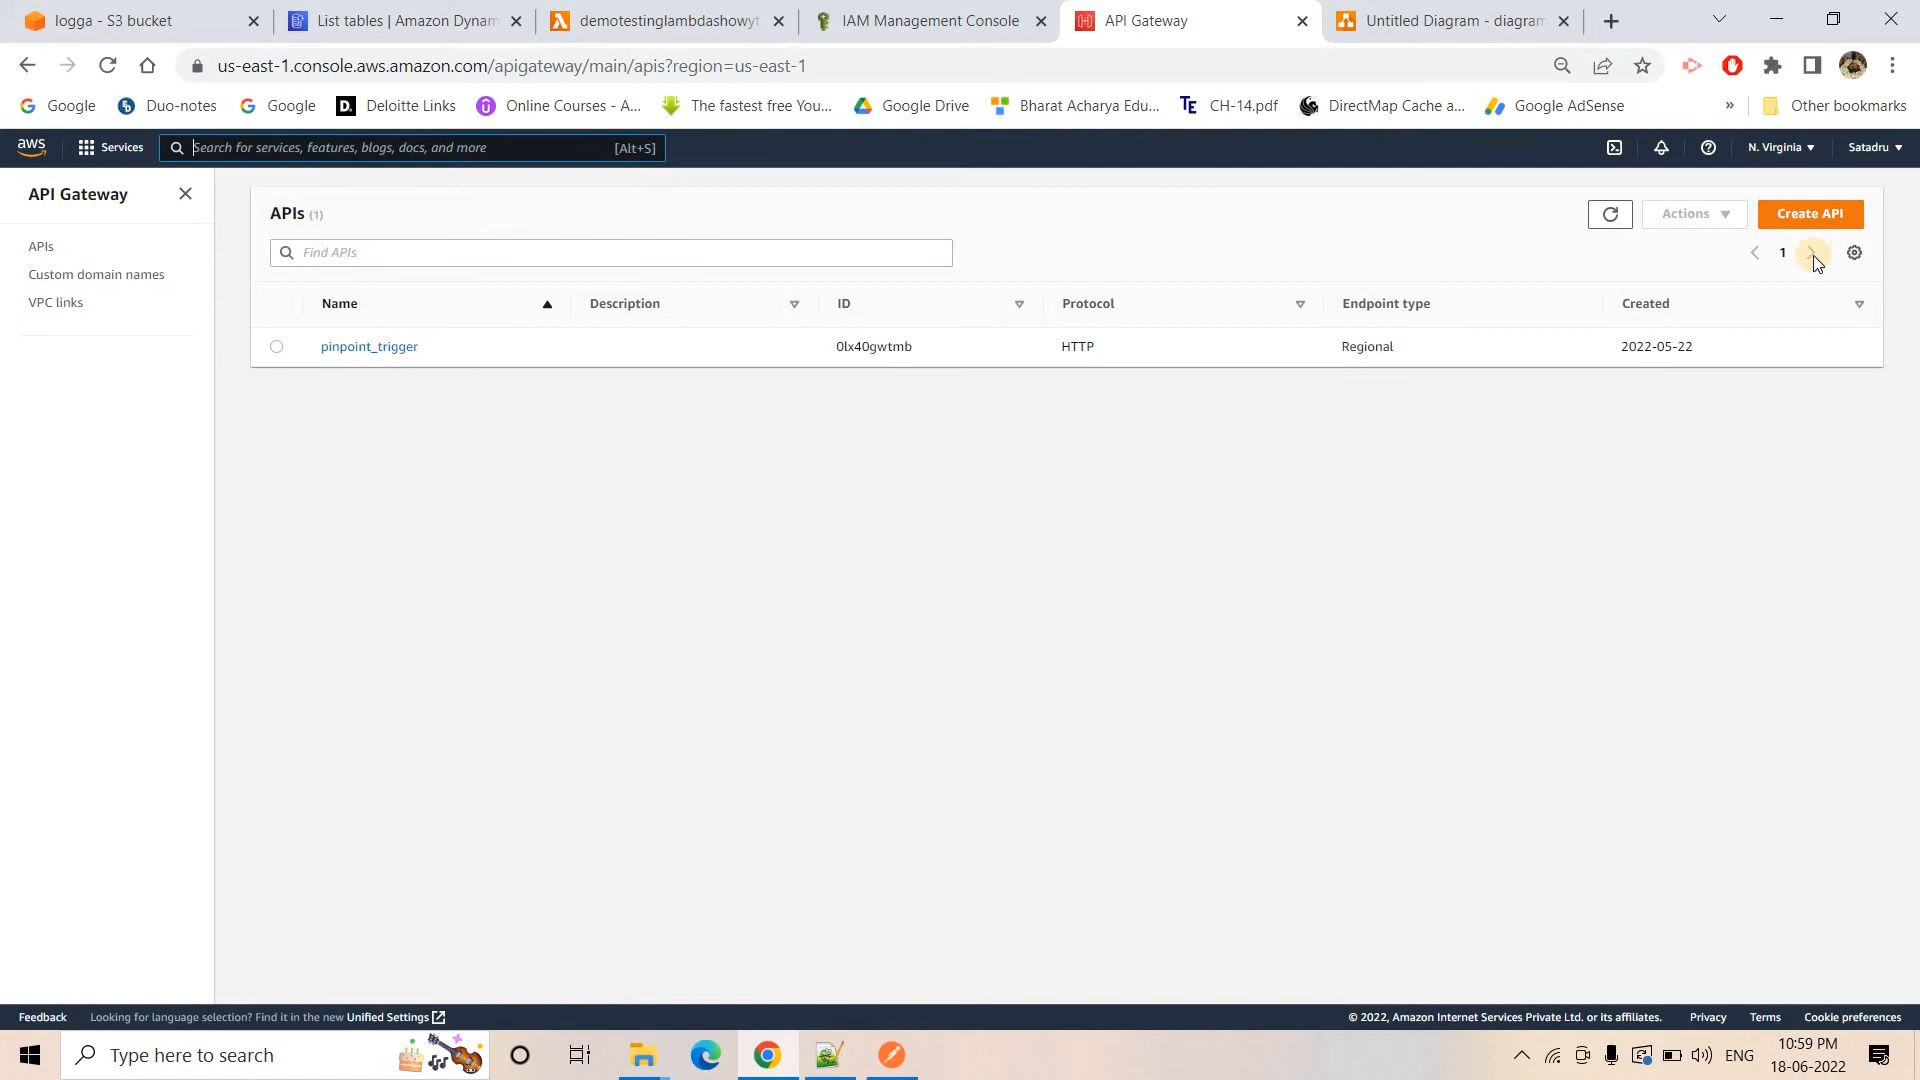 logga - S3 bucket
List tables | Amazon Dynam
demotestinglambdashowyt
IAM Management Console
API Gateway
Untitled Diagram - diagram
us-east-1.console.aws.amazon.com/apigateway/main/apis?region=us-east-1
Google
Duo-notes
Google
D.
Deloitte Links
Online Courses - A...
The fastest free You...
Google Drive
Bharat Acharya Edu...
TE
CH-14.pdf
DirectMap Cache a...
Google AdSense
»
Other bookmarks
aws
Services
Search for services, features, blogs, docs, and more
[Alt+S]
N. Virginia
Satadru
API Gateway
APIs
Custom domain names
VPC links
APIs (1)
Actions
Create API
Find APIs
1
Name
Description
ID
Protocol
Endpoint type
Created
pinpoint_trigger
0lx40gwtmb
HTTP
Regional
2022-05-22
Feedback
Looking for language selection? Find it in the new Unified Settings
© 2022, Amazon Internet Services Private Ltd. or its affiliates.
Privacy
Terms
Cookie preferences
Type here to search
ENG
10:59 PM
18-06-2022